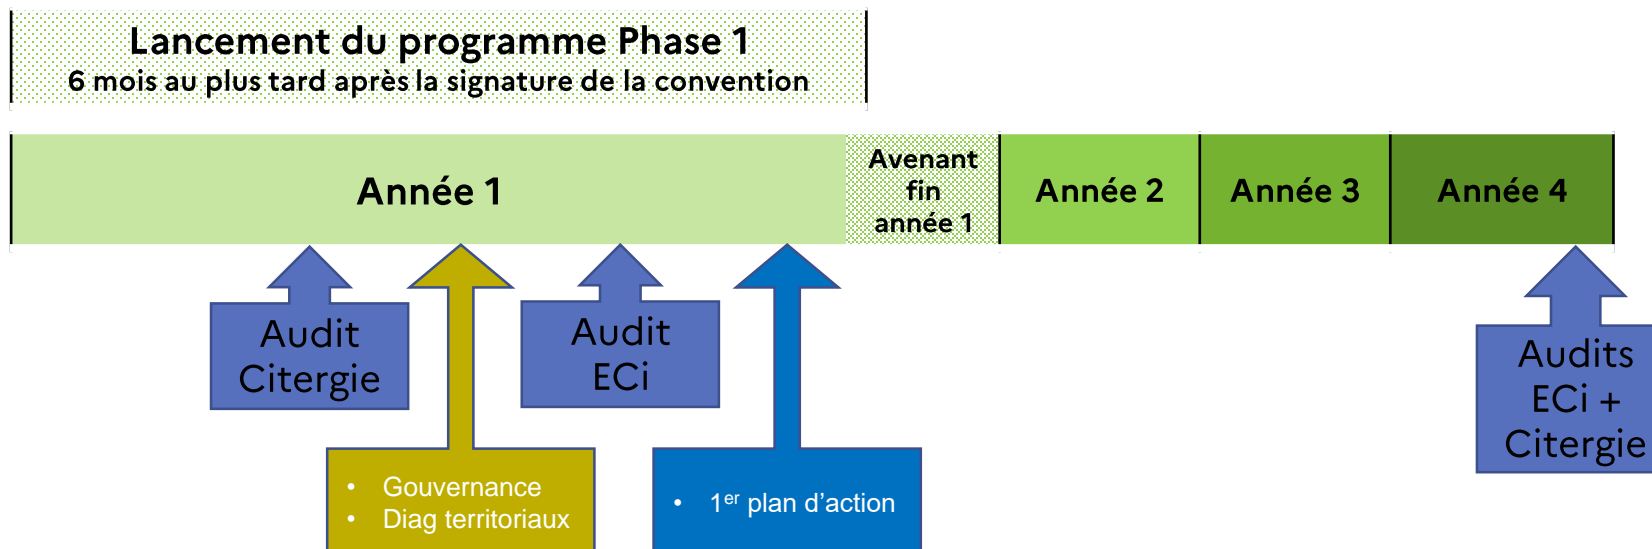 Lancement du programme Phase 1
6 mois au plus tard après la signature de la convention
Année 1
Avenant
fin
année 1
Année 2
Année 3
Année 4
Audit
Citergie
Audit
ECi
Audits
ECi +
Citergie
• Gouvernance
• Diag territoriaux
• 1er plan d’action